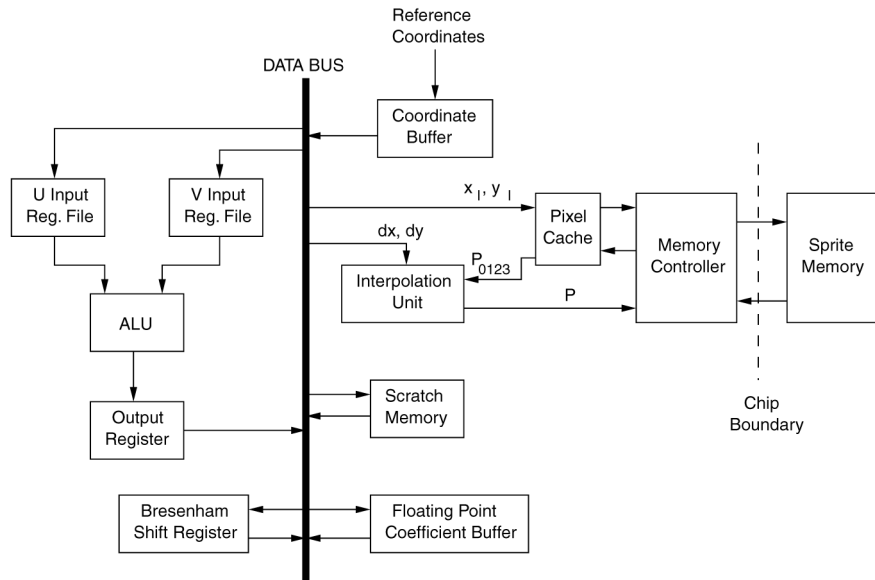 Reference
Coordinates
DATA BUS
Coordinate
Buffer
U Input
Reg. File
V Input
Reg. File
x I , y I
Pixel
Cache
dx, dy
P0123
Memory
Controller
Sprite
Memory
Interpolation
Unit
P
ALU
Scratch
Memory
Chip
Boundary
Output
Register
Bresenham
Shift Register
Floating Point
Coefficient Buffer